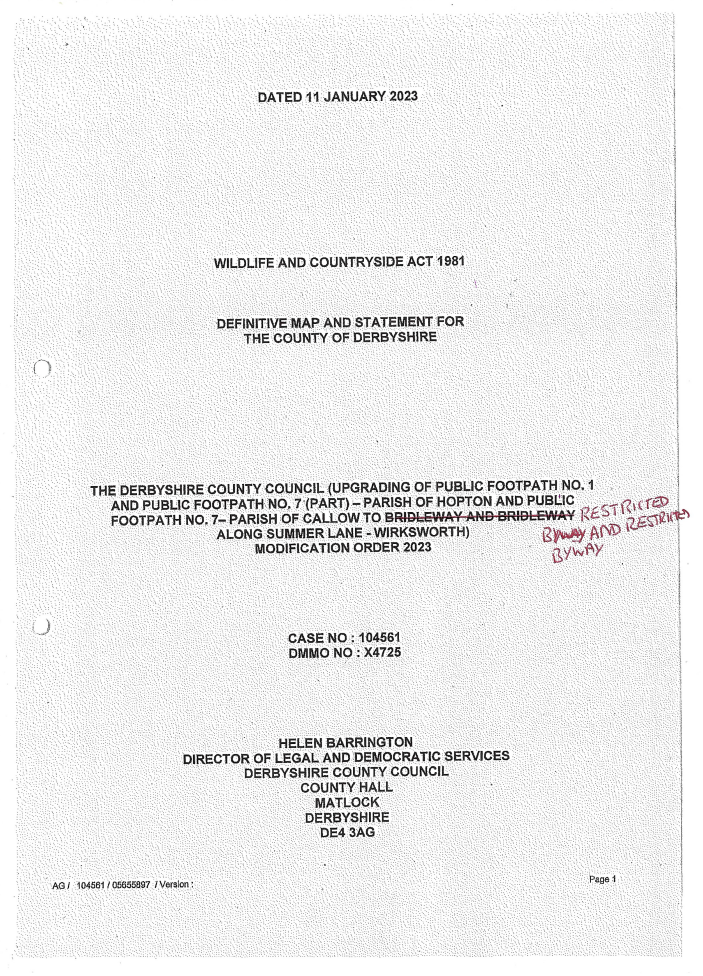 DATED 11 JANUARY 2023
WILDLIFE AND COUNTRYSIDE ACT 1981
DEFINITIVE MAP AND STATEMENT FOR
THE COUNTY OF DERBYSHIRE
THE DERBYSHIRE COUNTY COUNCIL (UPGRADING OF PUBLIC FOOTPATH NO. 1
AND PUBLIC FOOTPATH NO. 7 (PART) – PARISH OF HOPTON AND PUBLIC
FOOTPATH NO. 7– PARISH OF CALLOW TO BRIDLEWAY AND BRIDLEWAY RESTRICTED
ALONG SUMMER LANE - WIRKSWORTH) BYWAY AND RESTRICTED
MODIFICATION ORDER 2023 BYWAY
CASE NO : 104561
DMMO NO : X4725
HELEN BARRINGTON
DIRECTOR OF LEGAL AND DEMOCRATIC SERVICES
DERBYSHIRE COUNTY COUNCIL
COUNTY HALL
MATLOCK
DERBYSHIRE
DE4 3AG
AG / 104561 / 05655897 / Version :
Page 1